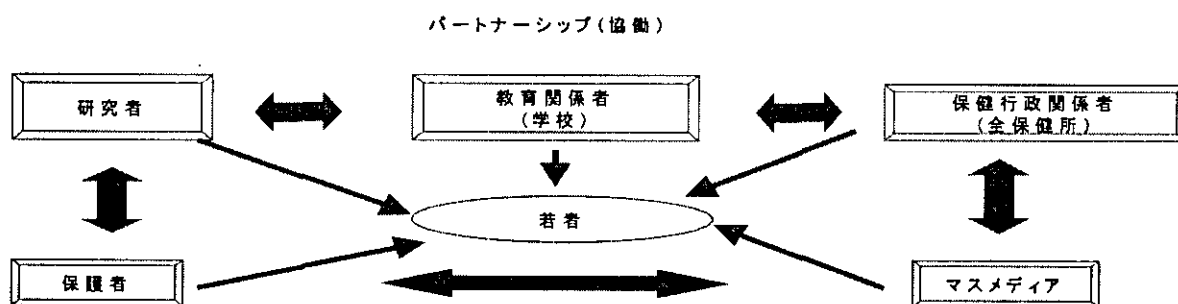 パートナーシップ(協働)
研究者
教育関係者
(学校)
保健行政関係者
(全保健所)
若者
保護者
マスメディア